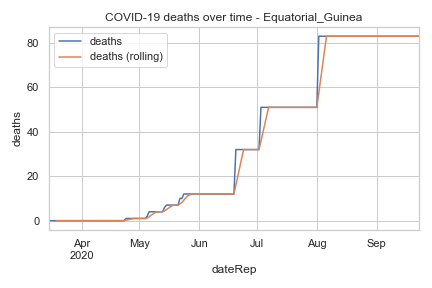 COVID-19 deaths over time - Equatorial_Guinea
deaths
deaths (rolling)
80
60
40
20
0
deaths
Apr
2020
May
Jun
Jul
Aug
Sep
dateRep